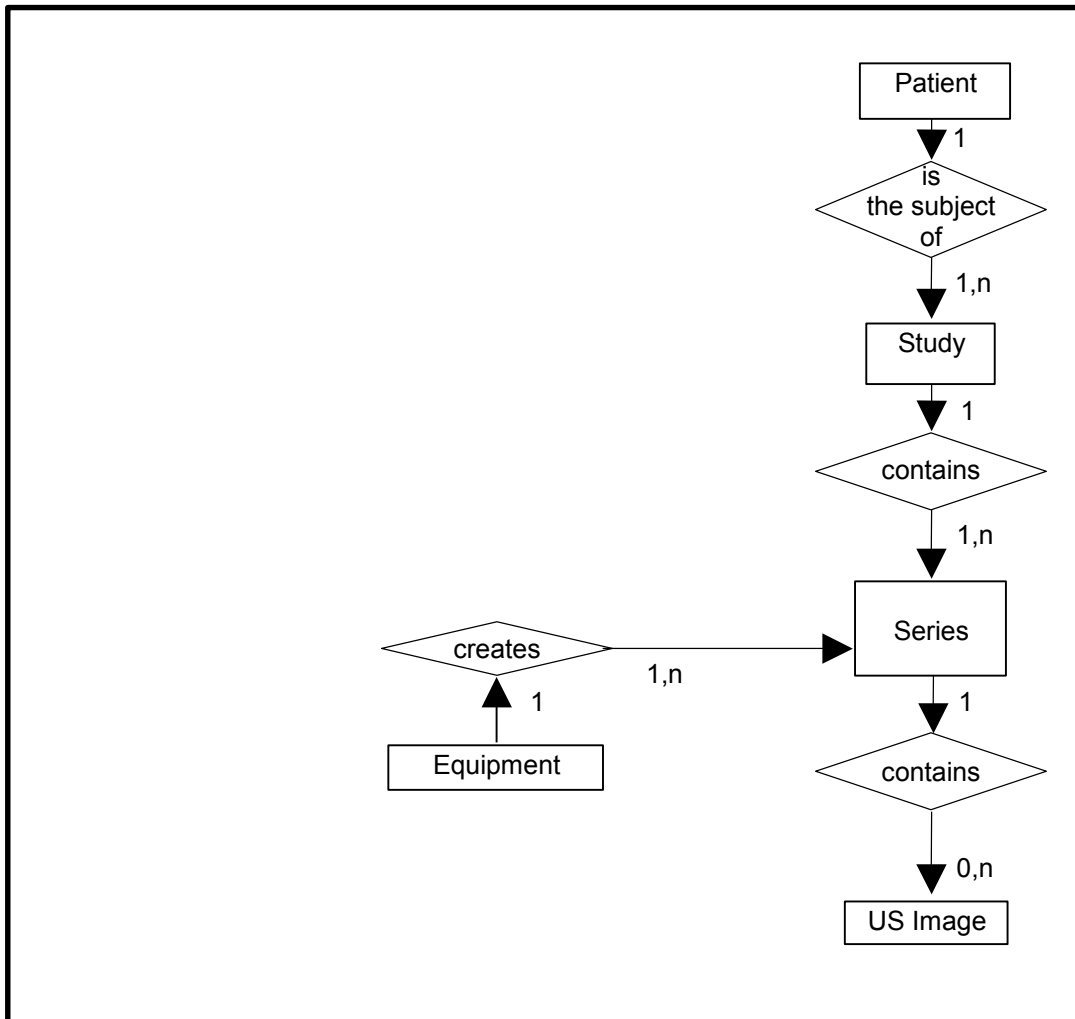 Patient
1
is
the subject
of
1,n
Study
1
contains
1,n
Series
creates
1,n
1
1
Equipment
contains
0,n
US Image